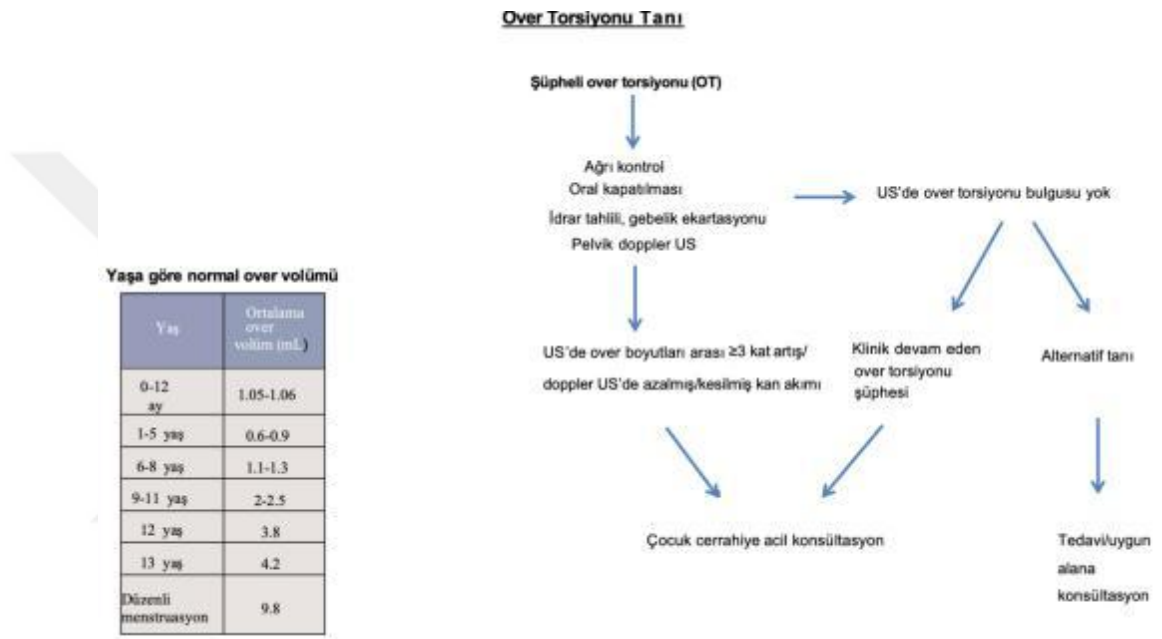 Over Torsiyonu Tanı
Şüpheli over torsiyonu (OT)
Ağrı kontrol
Oral kapatılması
İdrar tahlili, gebelik ekartasyonu
Pelvik doppler US
US'de over torsiyonu bulgusu yok
US'de over boyutları arası ≥3 kat artış/
doppler US'de azalmış/kesilmiş kan akımı
Klinik devam eden
over torsiyonu
şüphesi
Alternatif tanı
Çocuk cerrahiye acil konsültasyon
Tedavi/uygun
alana
konsültasyon
Yaşa göre normal over volümü
Yaş
Ortalama
over
volüm (mL)
0-12
ay
1.05-1.06
1-5 yaş
0.6-0.9
6-8 yaş
1.1-1.3
9-11 yaş
2-2.5
12 yaş
3.8
13 yaş
4.2
Düzenli
menstruasyon
9.8